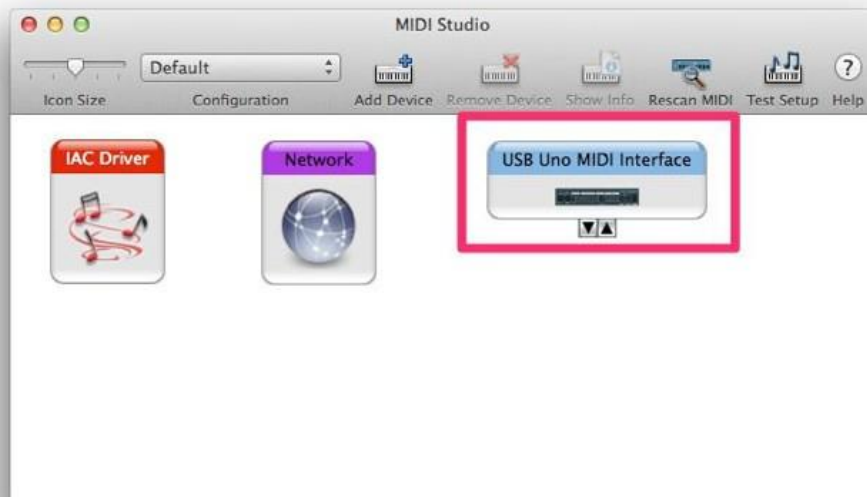 MIDI Studio
Default
Icon Size Configuration Add Device Remove Device Show Info Rescan MIDI Test Setup Help
IAC Driver Network USB Uno MIDI Interface